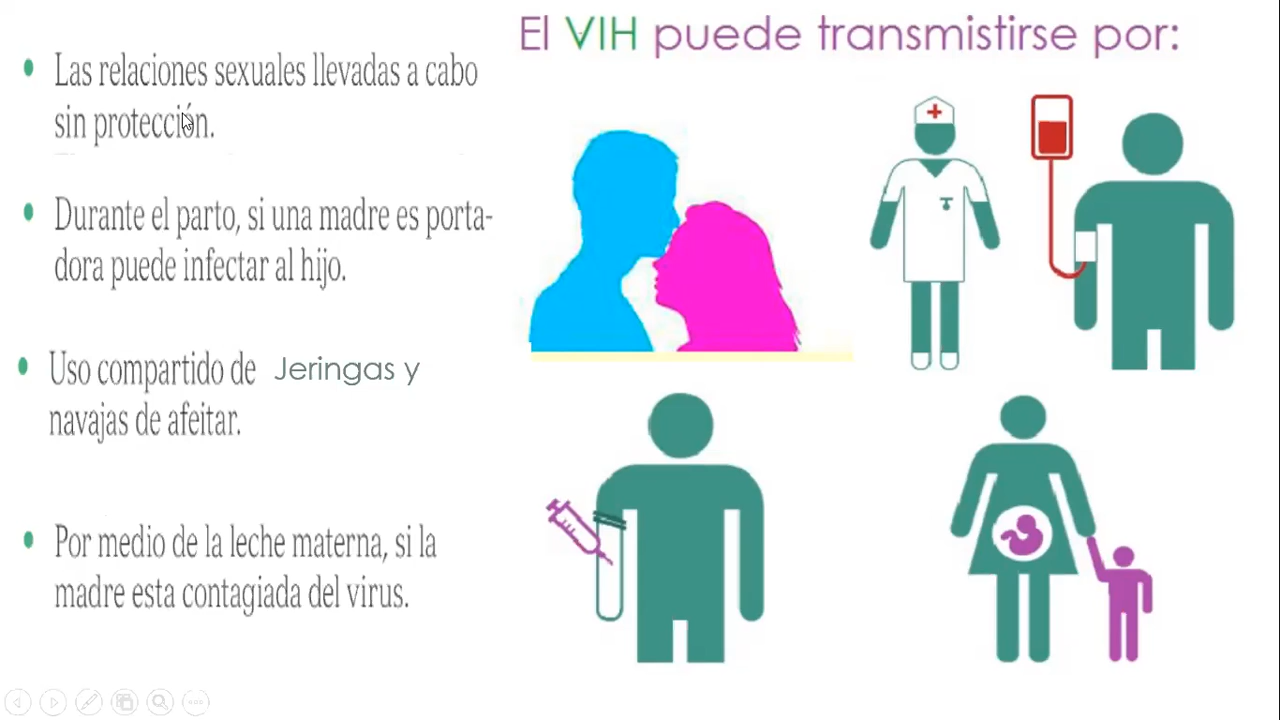 El VIH puede transmistirse por:
Las relaciones sexuales llevadas a cabo
sin protección.
Durante el parto, si una madre es porta-
dora puede infectar al hijo.
Uso compartido de Jeringas y
navajas de afeitar.
Por medio de la leche materna, si la
madre esta contagiada del virus.